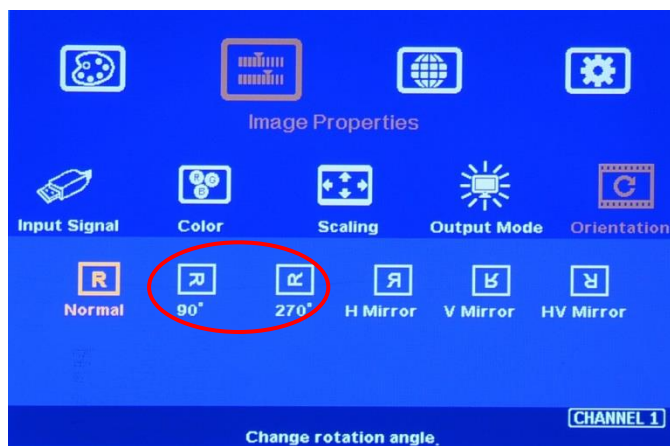 Image Properties
R G B
Input Signal Color Scaling Output Mode Orientation
R R R R R R
Normal 90° 270° H Mirror V Mirror HV Mirror
CHANNEL 1
Change rotation angle.